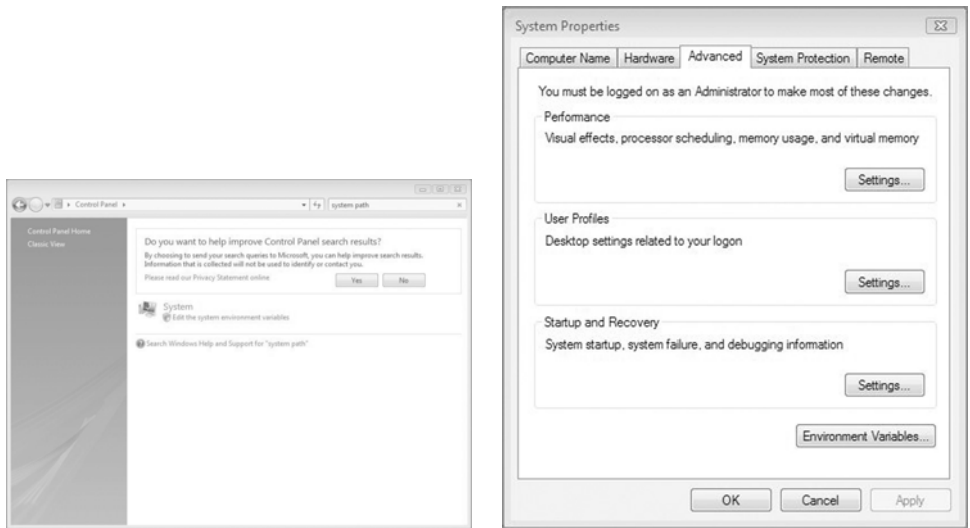 Control Panel
system path
Control Panel Home
Classic View
Do you want to help improve Control Panel search results?
By choosing to send your search queries to Microsoft, you can help improve search results.
Information that is collected will not be used to identify or contact you.
Please read our Privacy Statement online
Yes
No
System
Edit the system environment variables
Search Windows Help and Support for "system path"
System Properties
Computer Name
Hardware
Advanced
System Protection
Remote
You must be logged on as an Administrator to make most of these changes.
Performance
Visual effects, processor scheduling, memory usage, and virtual memory
Settings...
User Profiles
Desktop settings related to your logon
Settings...
Startup and Recovery
System startup, system failure, and debugging information
Settings...
Environment Variables...
OK
Cancel
Apply